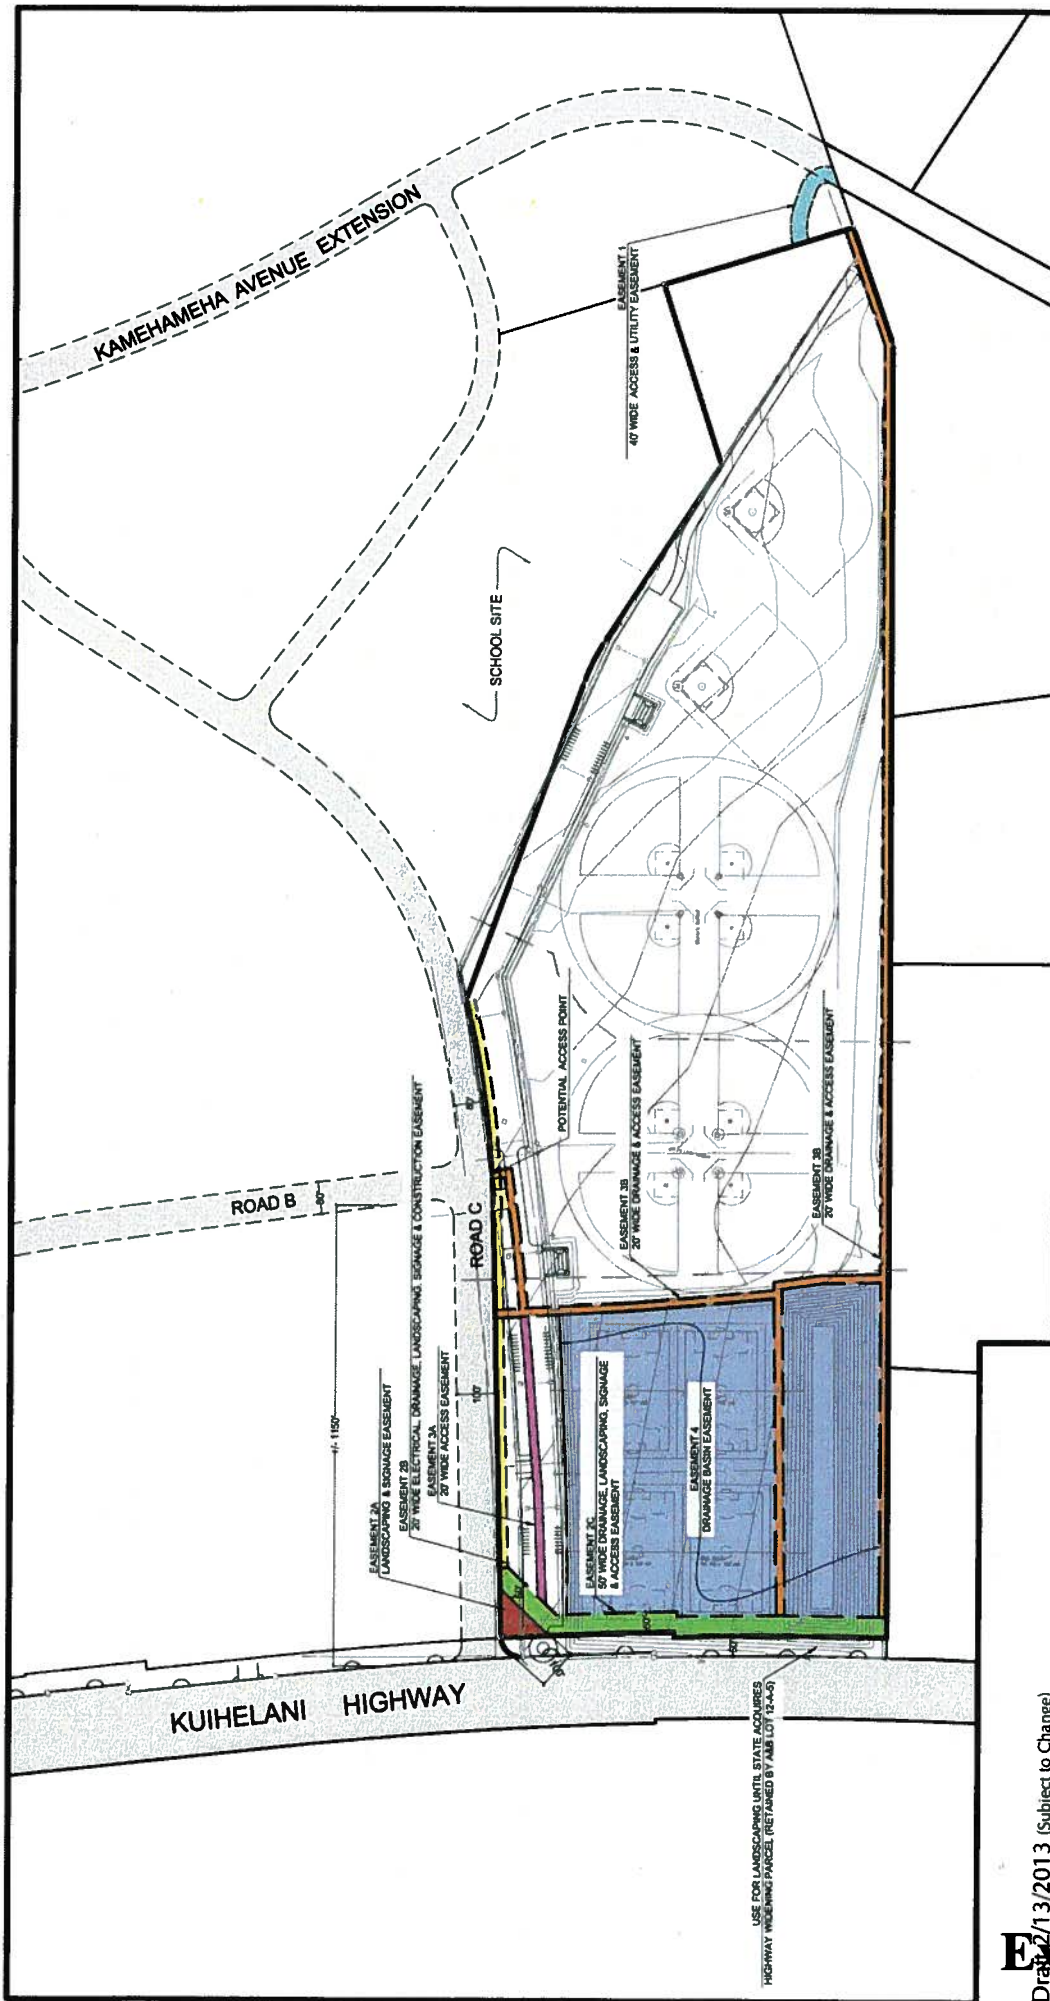 KAMEHAMEHA AVENUE EXTENSION
EASEMENT 1
40' WIDE ACCESS & UTILITY EASEMENT
SCHOOL SITE
POTENTIAL ACCESS POINT
ROAD B
80'
ROAD C
80'
EASEMENT 3B
20' WIDE DRAINAGE & ACCESS EASEMENT
EASEMENT 3B
20' WIDE DRAINAGE & ACCESS EASEMENT
+/- 1150'
100'
EASEMENT 2A
LANDSCAPING & SIGNAGE EASEMENT
EASEMENT 2B
20' WIDE ELECTRICAL, DRAINAGE, LANDSCAPING, SIGNAGE & CONSTRUCTION EASEMENT
EASEMENT 3A
20' WIDE ACCESS EASEMENT
EASEMENT 2C
50' WIDE DRAINAGE, LANDSCAPING, SIGNAGE
& ACCESS EASEMENT
EASEMENT 4
DRAINAGE BASIN EASEMENT
KUIHELANI HIGHWAY
USE FOR LANDSCAPING UNTIL STATE ACQUIRES
HIGHWAY WIDENING PARCEL (RETAINED BY A&B LOT 12-A-5)
Draft 2/13/2013 (Subject to Change)